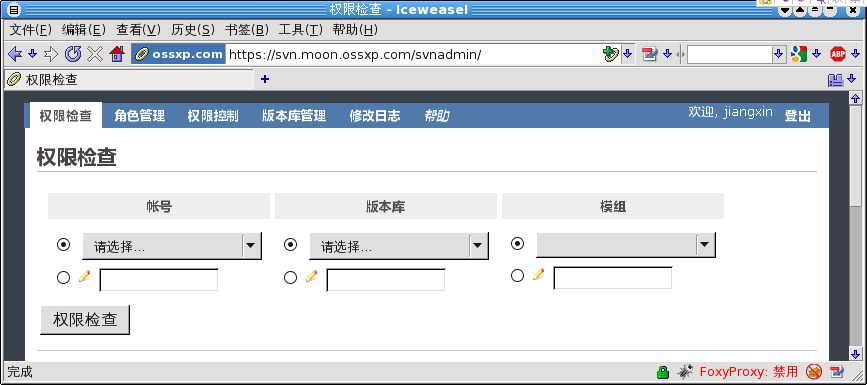 权限检查 - Iceweasel
文件(F) 编辑(E) 查看(V) 历史(S) 书签(B) 工具(T) 帮助(H)
ossxp.com https://svn.moon.ossxp.com/svnadmin/ ABP
权限检查
权限检查 角色管理 权限控制 版本库管理 修改日志 帮助 欢迎, jiangxin 登出
权限检查
帐号 版本库 模组
请选择... 请选择...
权限检查
完成 FoxyProxy: 禁用